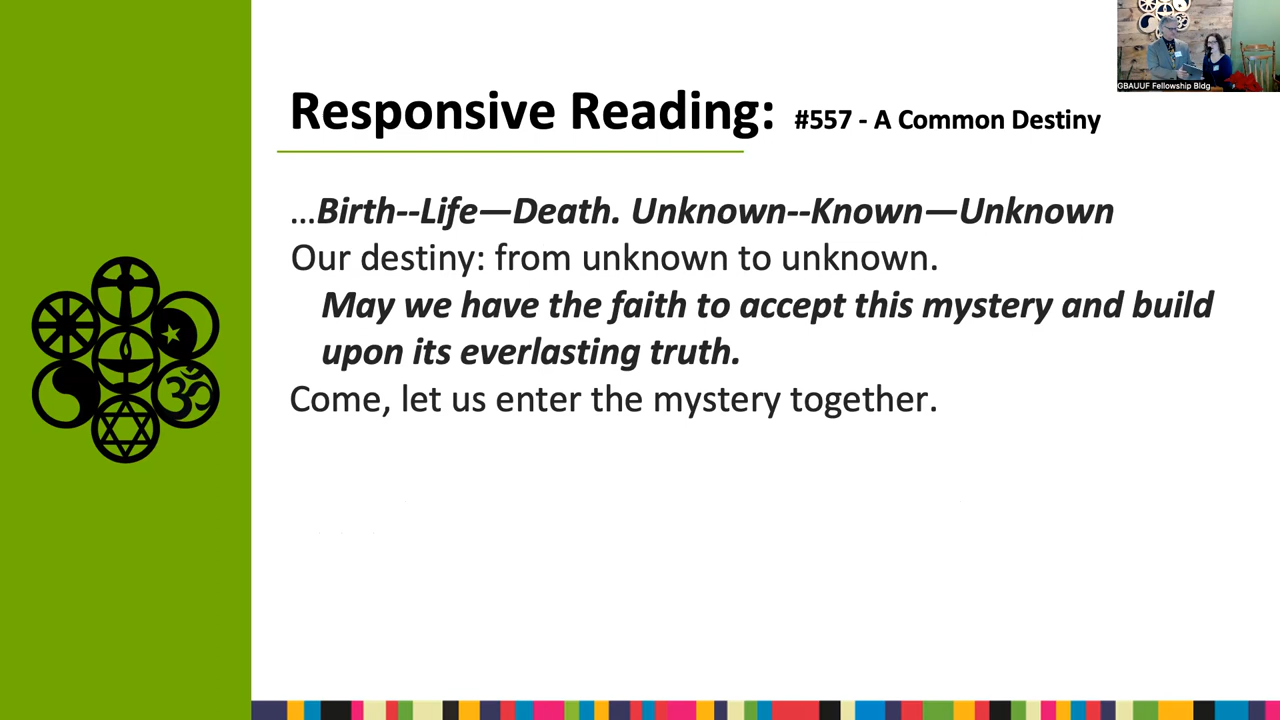 GBAUUF Fellowship Bldg
Responsive Reading: #557 - A Common Destiny
...Birth--Life—Death. Unknown--Known—Unknown
Our destiny: from unknown to unknown.
May we have the faith to accept this mystery and build
upon its everlasting truth.
Come, let us enter the mystery together.